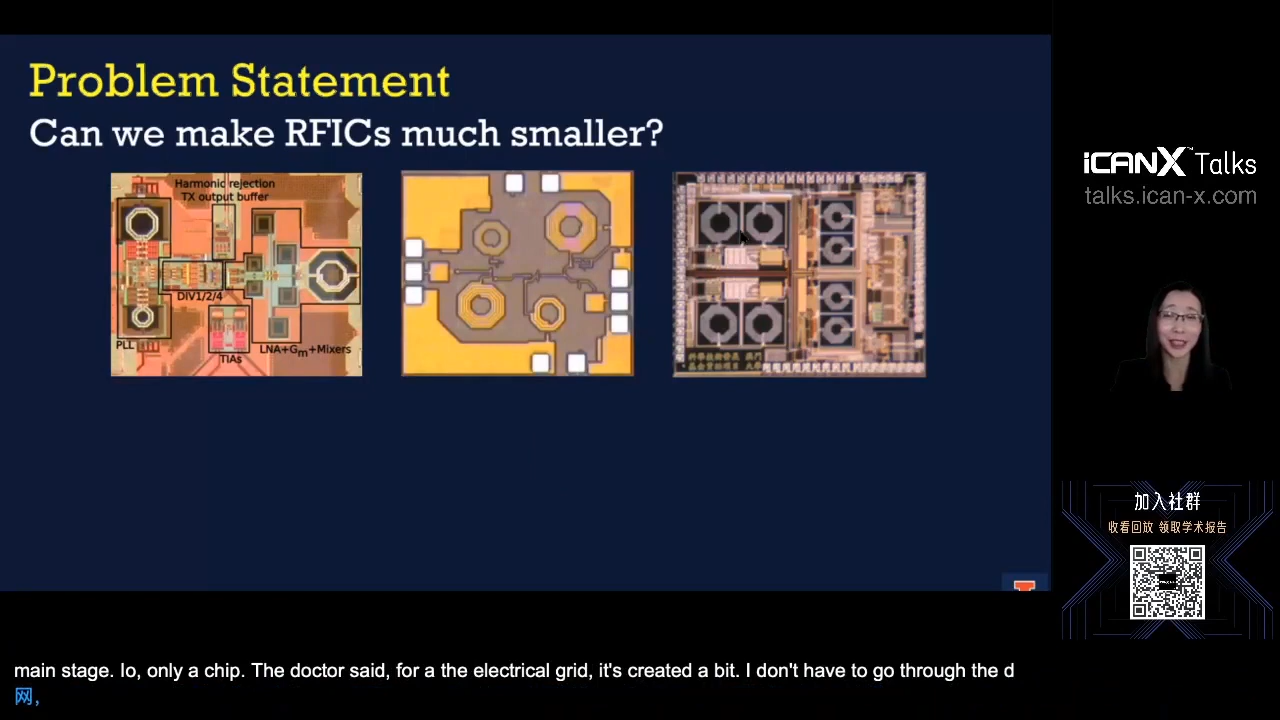 Problem Statement
Can we make RFICs much smaller?
Harmonic rejection
TX output buffer
DIV1/2/4
PLL
TIAs
LNA+Gm+Mixers
iCANX Talks
talks.ican-x.com
加入社群
收看回放 领取学术报告
main stage. Io, only a chip. The doctor said, for a the electrical grid, it's created a bit. I don't have to go through the d
网,